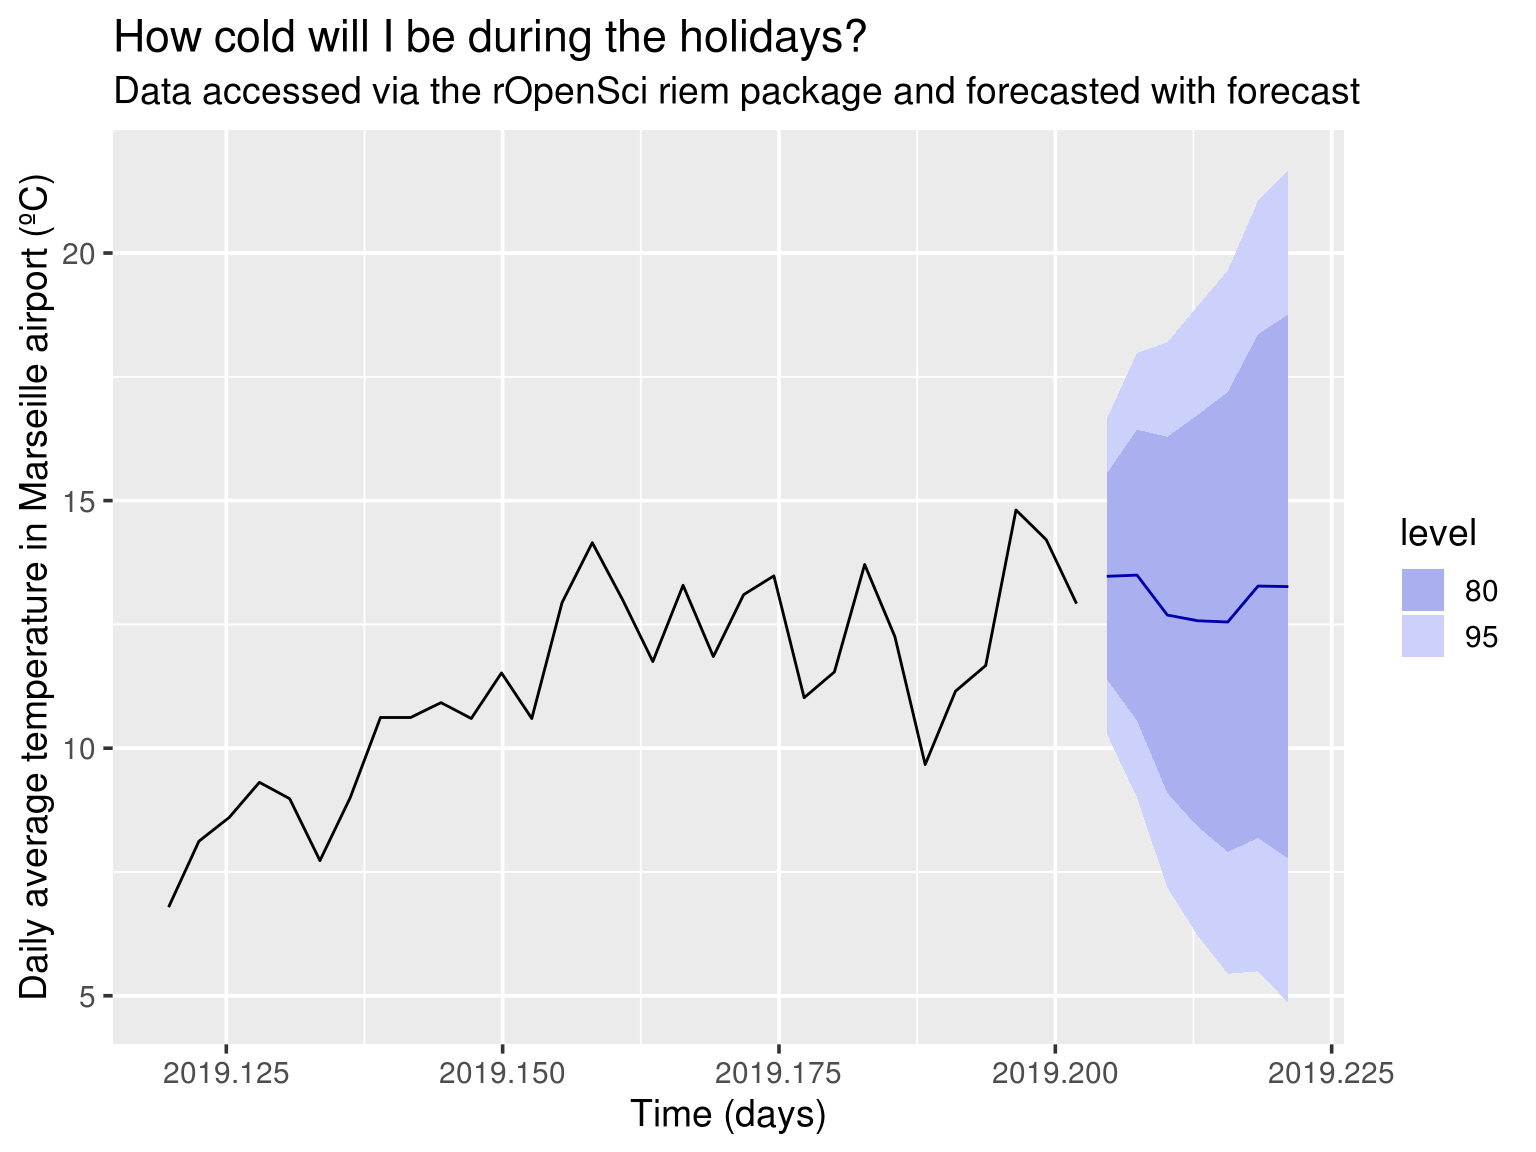 How cold will I be during the holidays?
Data accessed via the rOpenSci riem package and forecasted with forecast
Daily average temperature in Marseille airport (ºC)
20
15
10
5
2019.125 2019.150 2019.175 2019.200 2019.225
Time (days)
level
80
95